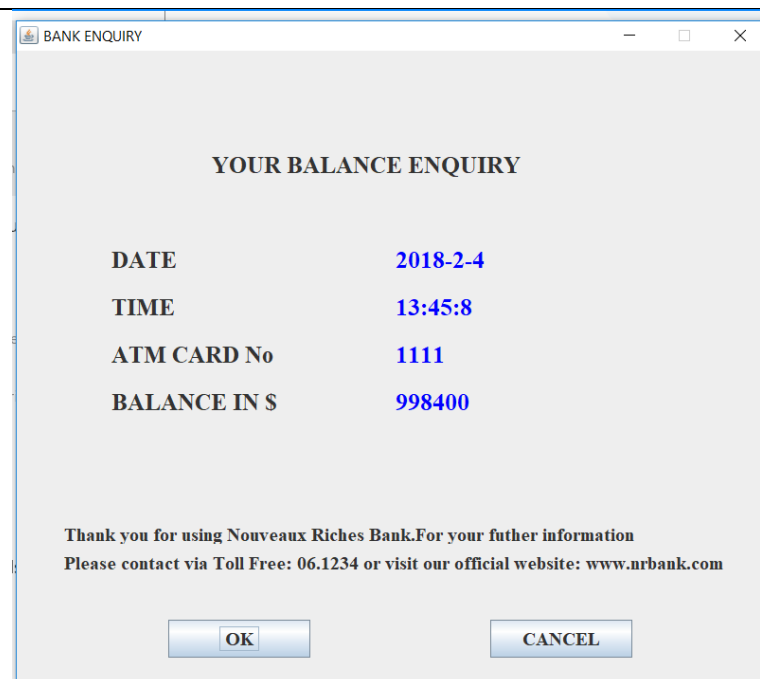 BANK ENQUIRY
YOUR BALANCE ENQUIRY
DATE 2018-2-4
TIME 13:45:8
ATM CARD No 1111
BALANCE IN $ 998400
Thank you for using Nouveaux Riches Bank.For your futher information
Please contact via Toll Free: 06.1234 or visit our official website: www.nrbank.com
OK CANCEL